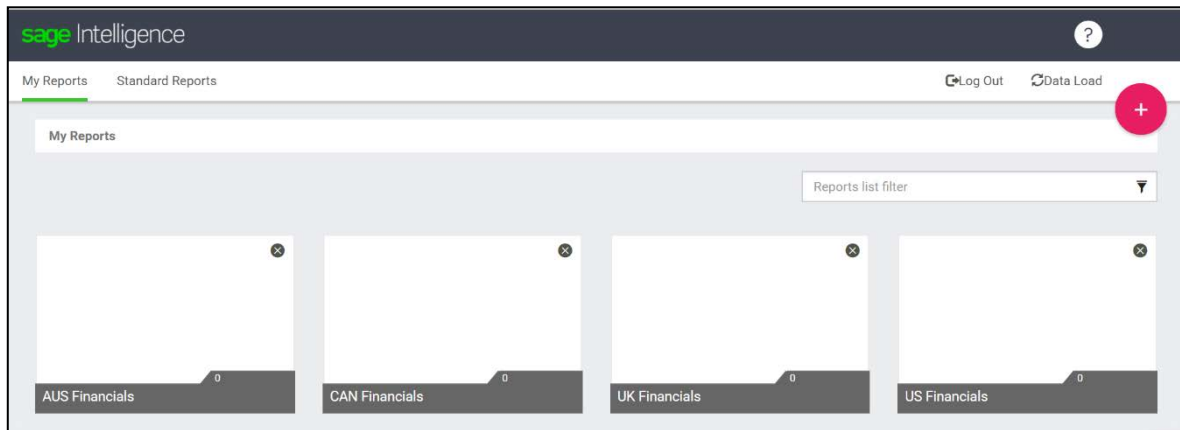 sage Intelligence
?
My Reports Standard Reports Log Out Data Load
+
My Reports
Reports list filter
0 0 0 0
AUS Financials CAN Financials UK Financials US Financials